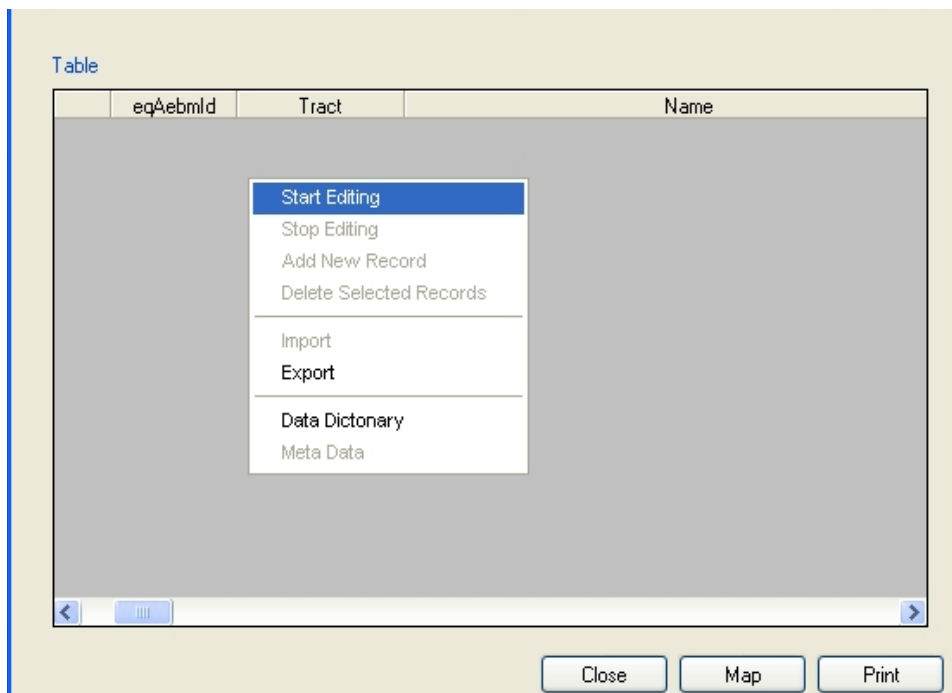 Table
eqAebmId Tract Name
Start Editing
Stop Editing
Add New Record
Delete Selected Records
Import
Export
Data Dictonary
Meta Data
Close Map Print